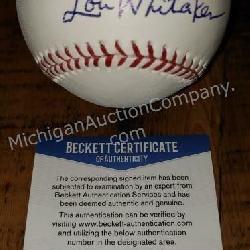 Lou Whitaker
MichiganAuctionCompany.
BECKETT CERTIFICATE
OF AUTHENTICITY
The corresponding signed item has been
subjected to examination by an expert from
Beckett Authentication Services and has
been deemed authentic and genuine.
This authentication can be verified by
visiting www.beckett-authentication.com
and utilizing the below authentication
number in the designated area.